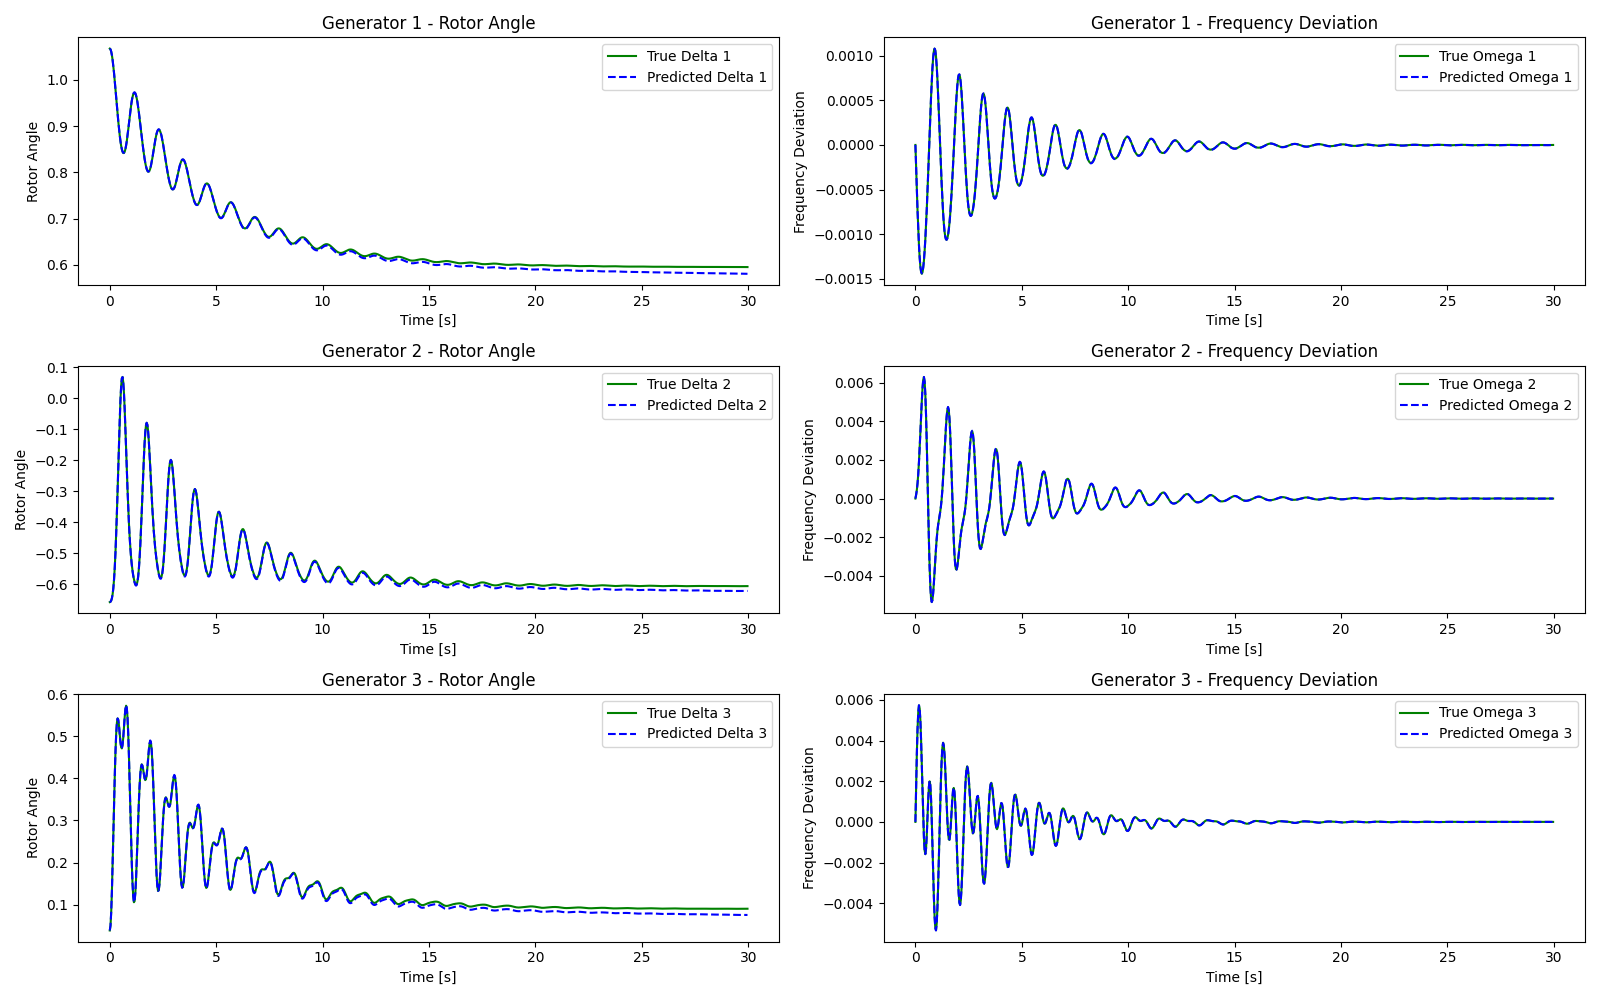 Generator 1 - Rotor Angle
True Delta 1
Predicted Delta 1
Rotor Angle
1.0
0.9
0.8
0.7
0.6
0 5 10 15 20 25 30
Time [s]
Generator 1 - Frequency Deviation
True Omega 1
Predicted Omega 1
Frequency Deviation
0.0010
0.0005
0.0000
−0.0005
−0.0010
−0.0015
0 5 10 15 20 25 30
Time [s]
Generator 2 - Rotor Angle
True Delta 2
Predicted Delta 2
Rotor Angle
0.1
0.0
−0.1
−0.2
−0.3
−0.4
−0.5
−0.6
0 5 10 15 20 25 30
Time [s]
Generator 2 - Frequency Deviation
True Omega 2
Predicted Omega 2
Frequency Deviation
0.006
0.004
0.002
0.000
−0.002
−0.004
0 5 10 15 20 25 30
Time [s]
Generator 3 - Rotor Angle
True Delta 3
Predicted Delta 3
Rotor Angle
0.6
0.5
0.4
0.3
0.2
0.1
0 5 10 15 20 25 30
Time [s]
Generator 3 - Frequency Deviation
True Omega 3
Predicted Omega 3
Frequency Deviation
0.006
0.004
0.002
0.000
−0.002
−0.004
0 5 10 15 20 25 30
Time [s]